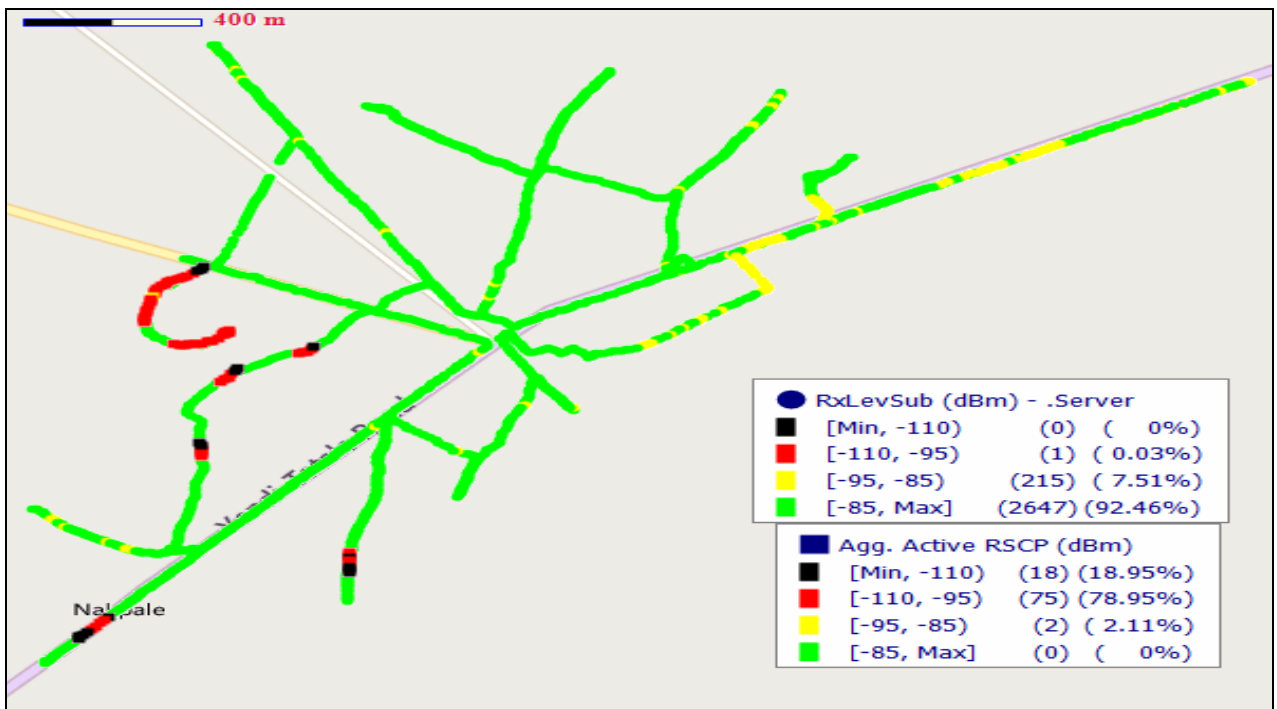 400 m
RxLevSub (dBm) - .Server
[Min, -110) (0) ( 0%)
[-110, -95) (1) ( 0.03%)
[-95, -85) (215) ( 7.51%)
[-85, Max] (2647) (92.46%)
Agg. Active RSCP (dBm)
[Min, -110) (18) (18.95%)
[-110, -95) (75) (78.95%)
[-95, -85) (2) ( 2.11%)
[-85, Max] (0) ( 0%)